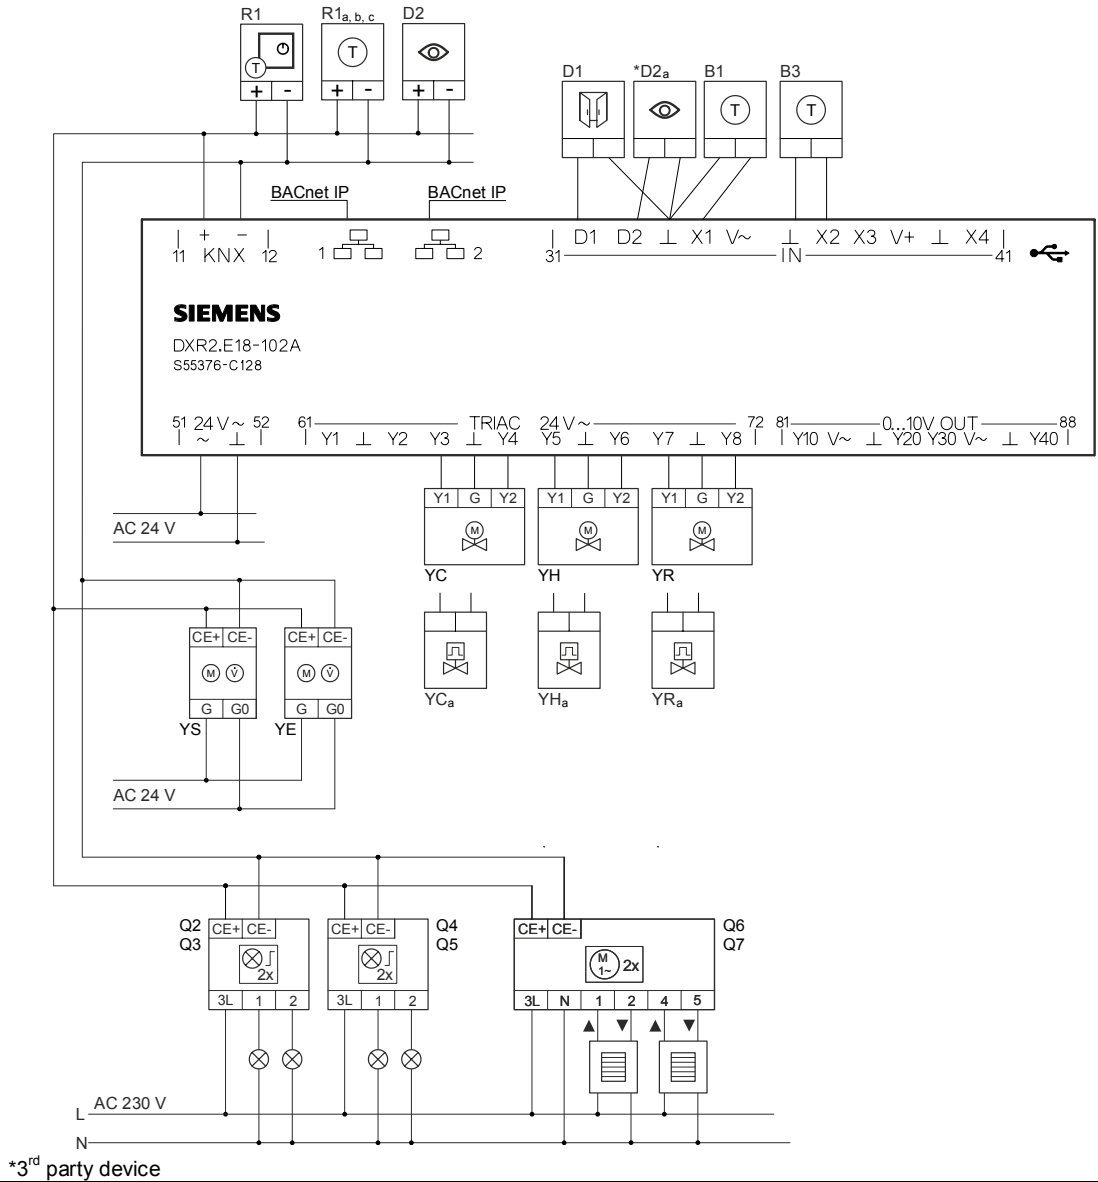 R1 R1a, b, c D2
T T
+ - + - + -
D1 *D2a B1 B3
T T
BACnet IP BACnet IP
+ - 1 2 D1 D2 ⊥ X1 V~ ⊥ X2 X3 V+ ⊥ X4
11 KNX 12 31 IN 41
SIEMENS
DXR2.E18-102A
S55376-C128
51 24 V ~ 52 61 TRIAC 24 V ~ 72 81 0...10V OUT 88
~ ⊥ Y1 ⊥ Y2 Y3 ⊥ Y4 Y5 ⊥ Y6 Y7 ⊥ Y8 Y10 V~ ⊥ Y20 Y30 V~ ⊥ Y40
Y1 G Y2 Y1 G Y2 Y1 G Y2
AC 24 V
M M M
YC YH YR
CE+ CE- CE+ CE-
M V̇ M V̇
YCa YHa YRa
G G0 G G0
YS YE
AC 24 V
Q2 CE+ CE- CE+ CE- Q4 CE+ CE- Q6
Q3 Q5 Q7
2x 2x M 1~ 2x
3L 1 2 3L 1 2 3L N 1 2 4 5
▲ ▼ ▲ ▼
L AC 230 V
N
*3rd party device